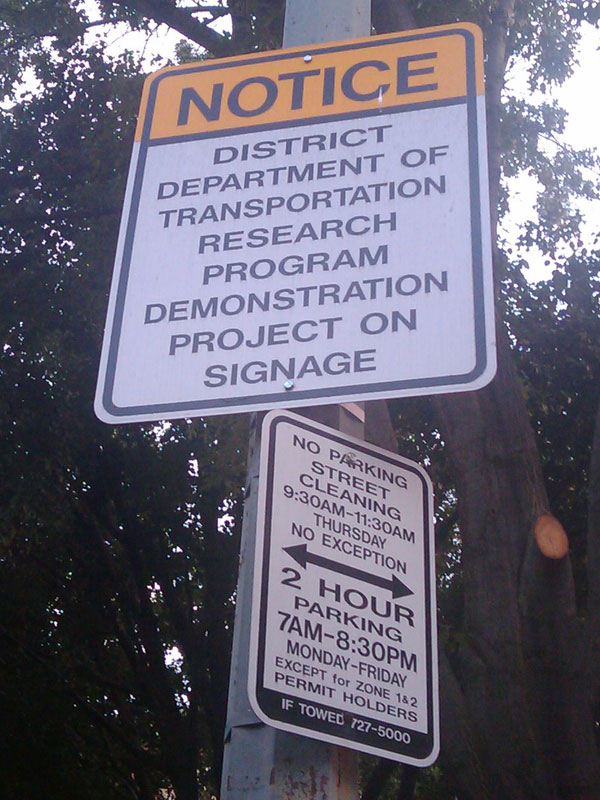 NOTICE
DISTRICT
DEPARTMENT OF
TRANSPORTATION
RESEARCH
PROGRAM
DEMONSTRATION
PROJECT ON
SIGNAGE
NO PARKING
STREET
CLEANING
9:30AM-11:30AM
THURSDAY
NO EXCEPTION
2 HOUR
PARKING
7AM-8:30PM
MONDAY-FRIDAY
EXCEPT for ZONE 1&2
PERMIT HOLDERS
IF TOWED 727-5000